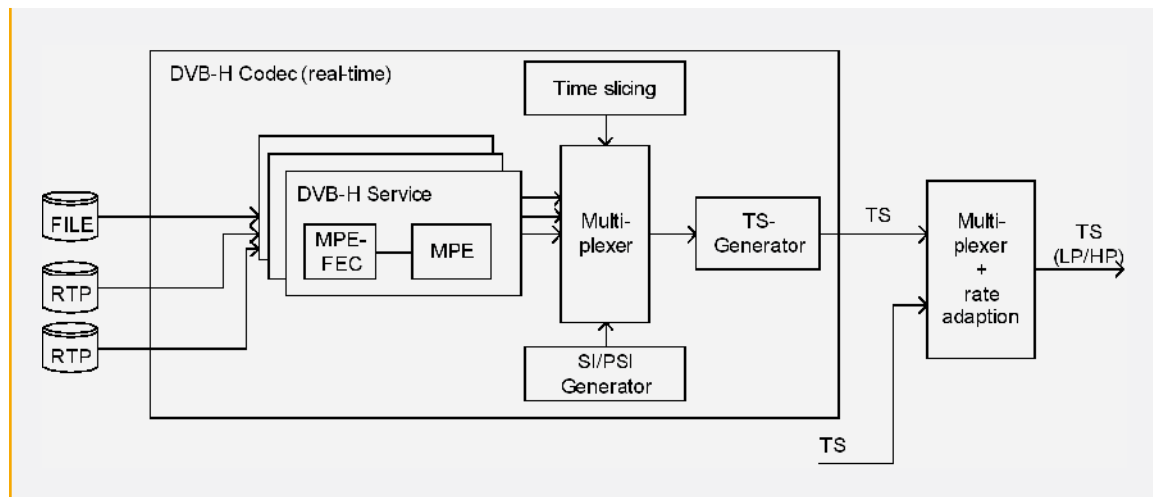 DVB-H Codec (real-time)
Time slicing
DVB-H Service
MPE-
FEC
MPE
FILE
RTP
RTP
Multi-
plexer
TS-
Generator
SI/PSI
Generator
TS
TS
Multi-
plexer
+
rate
adaption
TS
(LP/HP)